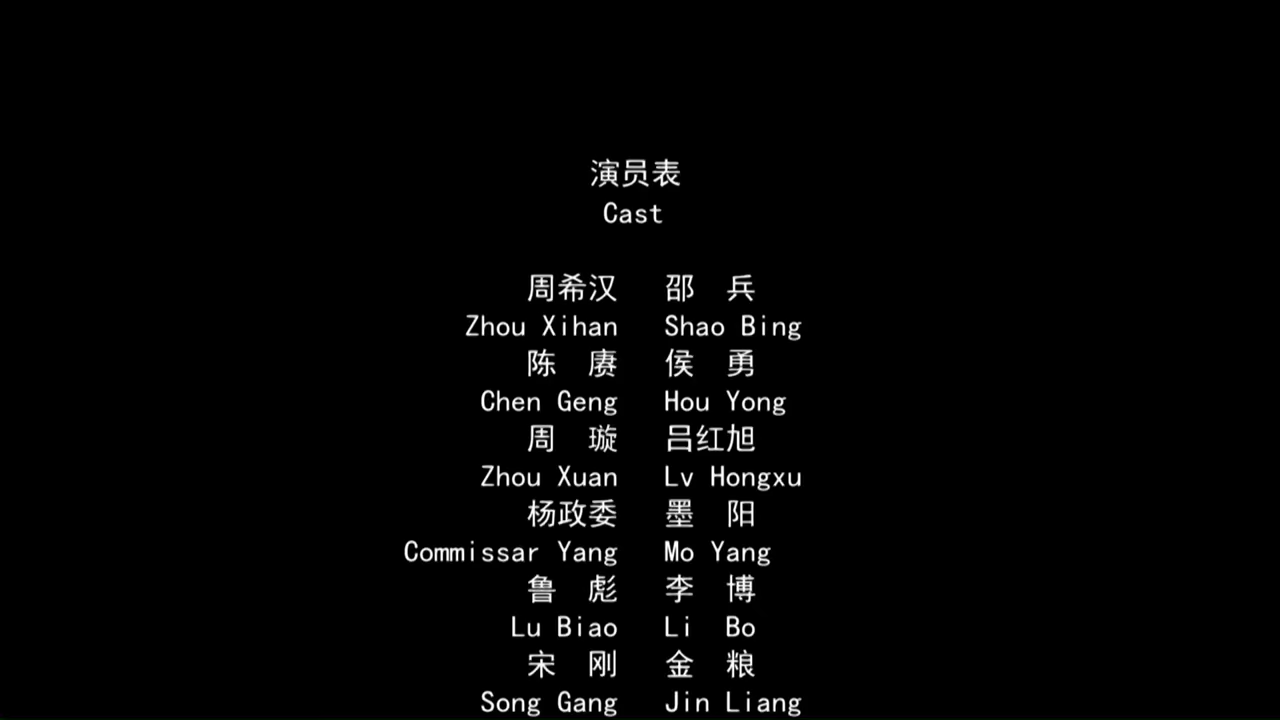 演员表
Cast
周希汉 邵 兵
Zhou Xihan Shao Bing
陈 赓 侯 勇
Chen Geng Hou Yong
周 璇 吕红旭
Zhou Xuan Lv Hongxu
杨政委 墨 阳
Commissar Yang Mo Yang
鲁 彪 李 博
Lu Biao Li Bo
宋 刚 金 粮
Song Gang Jin Liang